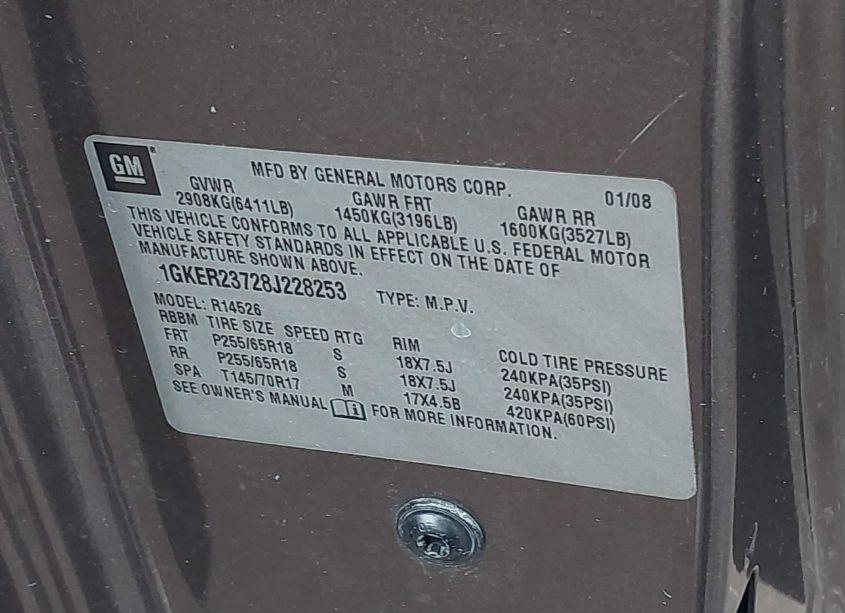 GM
MFD BY GENERAL MOTORS CORP. 01/08
GVWR GAWR FRT GAWR RR
2908KG(6411LB) 1450KG(3196LB) 1600KG(3527LB)
THIS VEHICLE CONFORMS TO ALL APPLICABLE U.S. FEDERAL MOTOR
VEHICLE SAFETY STANDARDS IN EFFECT ON THE DATE OF
MANUFACTURE SHOWN ABOVE.
1GKER23728J228253 TYPE: M.P.V.
MODEL: R14526
RBBM TIRE SIZE SPEED RTG RIM COLD TIRE PRESSURE
FRT P255/65R18 S 18X7.5J 240KPA(35PSI)
RR P255/65R18 S 18X7.5J 240KPA(35PSI)
SPA T145/70R17 M 17X4.5B 420KPA(60PSI)
SEE OWNER'S MANUAL FOR MORE INFORMATION.